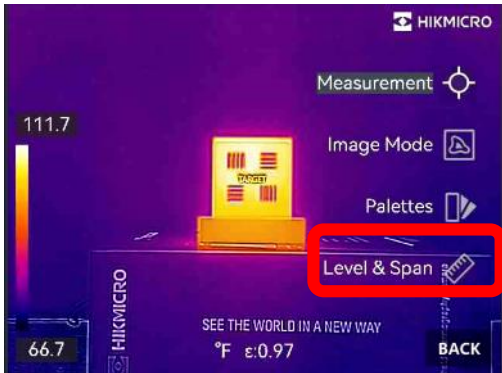 HIKMICRO
Measurement
111.7
Image Mode
TARGET
Palettes
Level & Span
HIKMICRO
SEE THE WORLD IN A NEW WAY
66.7
°F ε:0.97
BACK